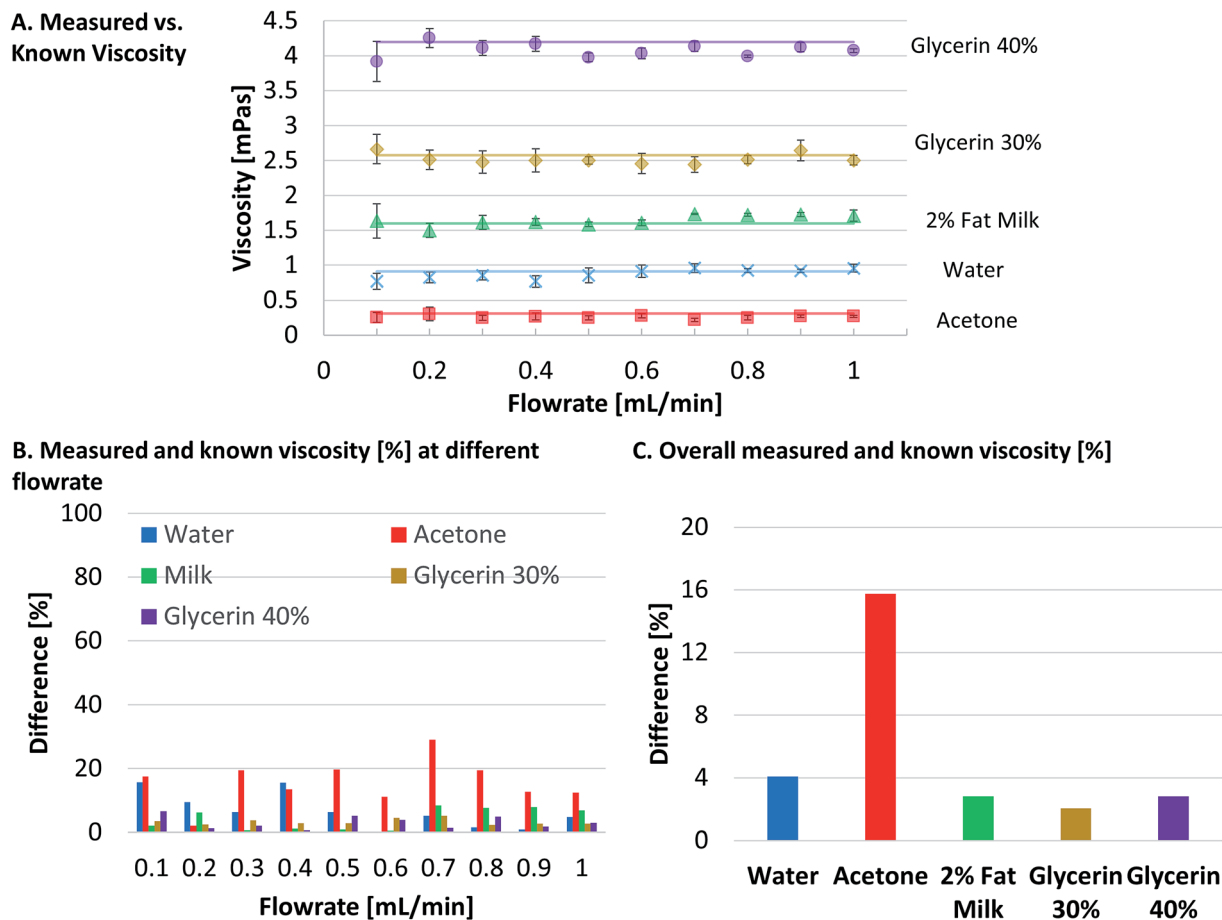 A. Measured vs.
Known Viscosity
Viscosity [mPas]
4.5
4
3.5
3
2.5
2
1.5
1
0.5
0
0 0.2 0.4 0.6 0.8 1
Flowrate [mL/min]
Glycerin 40%
Glycerin 30%
2% Fat Milk
Water
Acetone
B. Measured and known viscosity [%] at different
flowrate
Difference [%]
100
80
60
40
20
0
Water Acetone
Milk Glycerin 30%
Glycerin 40%
0.1 0.2 0.3 0.4 0.5 0.6 0.7 0.8 0.9 1
Flowrate [mL/min]
C. Overall measured and known viscosity [%]
Difference [%]
20
16
12
8
4
0
Water Acetone 2% Fat Glycerin Glycerin
Milk 30% 40%